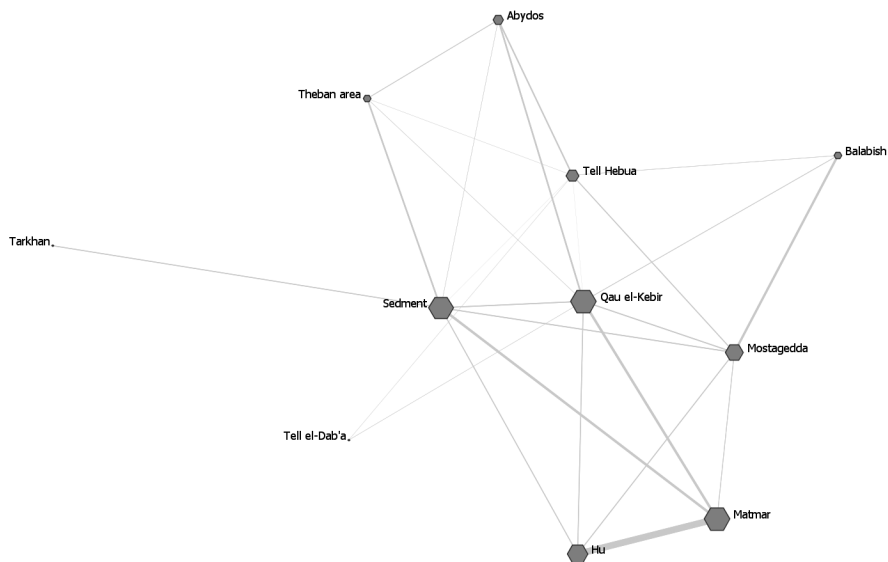 Abydos
Theban area
Balabish
Tell Hebua
Tarkhan
Sedment
Qau el-Kebir
Mostagedda
Tell el-Dab'a
Matmar
Hu